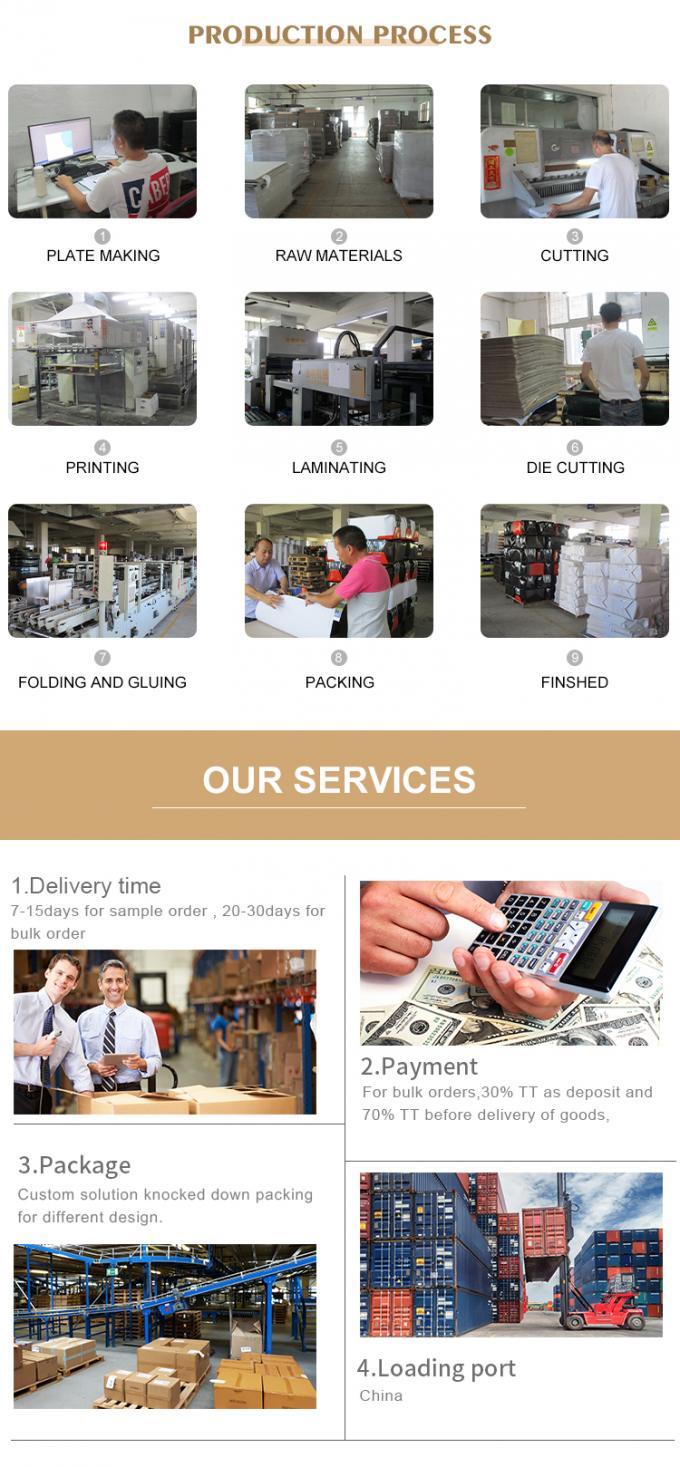 PRODUCTION PROCESS
1
2
3
PLATE MAKING
RAW MATERIALS
CUTTING
4
5
6
PRINTING
LAMINATING
DIE CUTTING
7
8
9
FOLDING AND GLUING
PACKING
FINSHED
OUR SERVICES
1.Delivery time
7-15days for sample order , 20-30days for
bulk order
2.Payment
For bulk orders,30% TT as deposit and
70% TT before delivery of goods,
3.Package
Custom solution knocked down packing
for different design.
4.Loading port
China